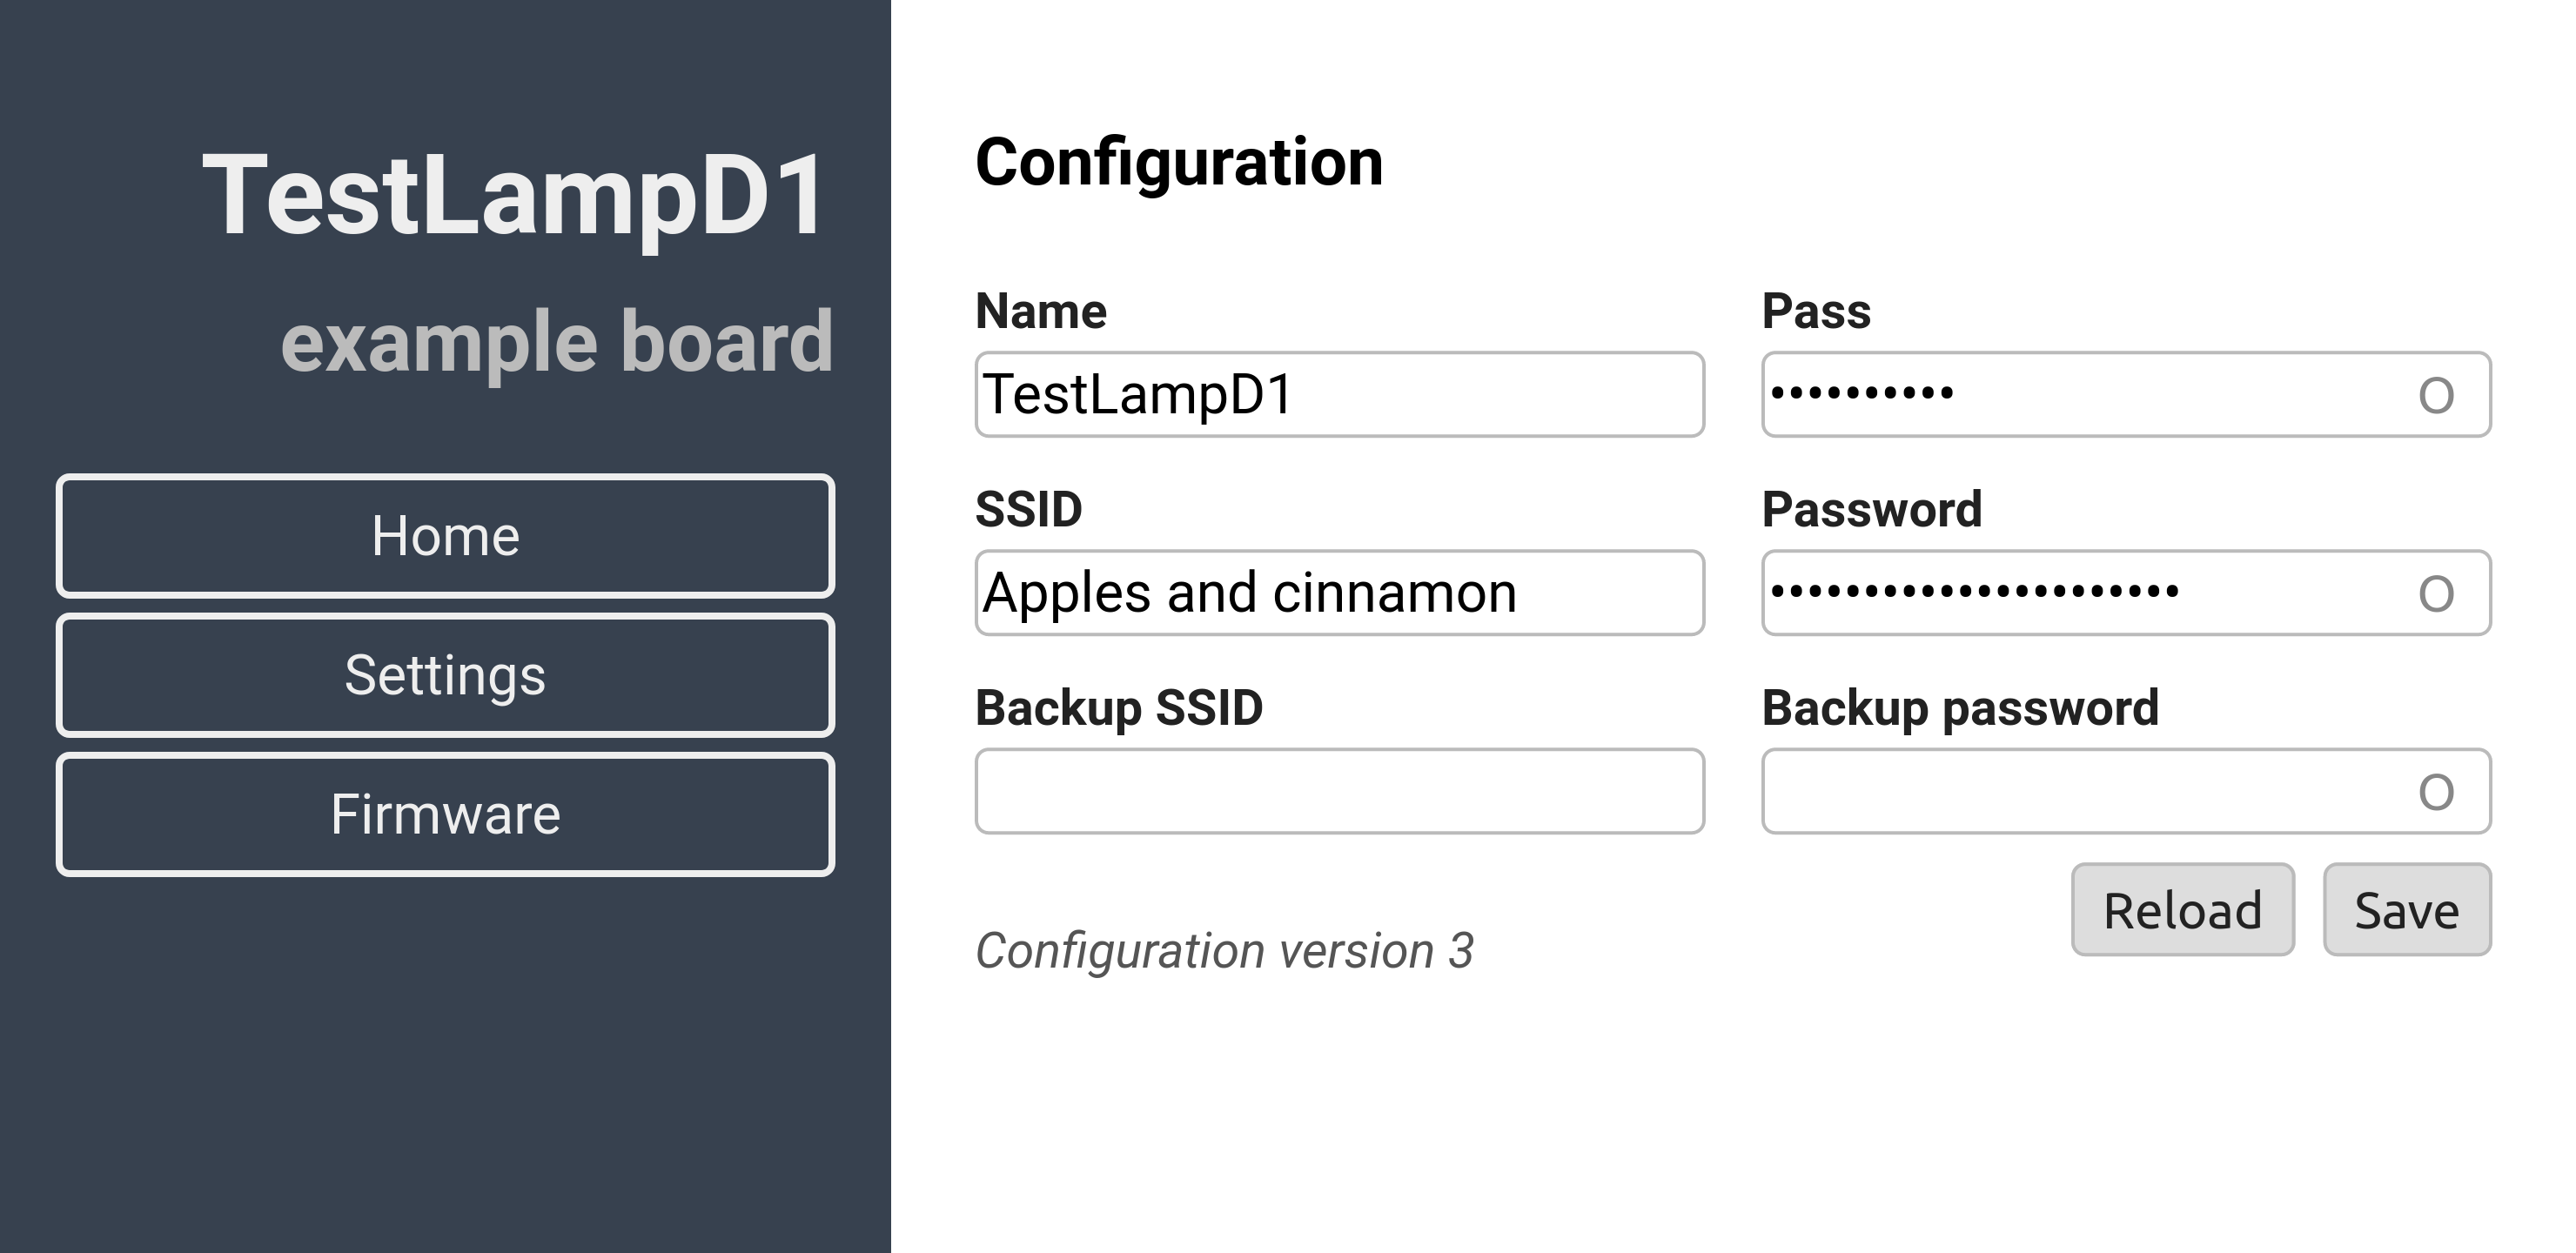 TestLampD1
example board
Home
Settings
Firmware
Configuration
Name
TestLampD1
Pass
•••••••••• O
SSID
Apples and cinnamon
Password
•••••••••••••••••••••• O
Backup SSID
Backup password
O
Reload
Save
Configuration version 3